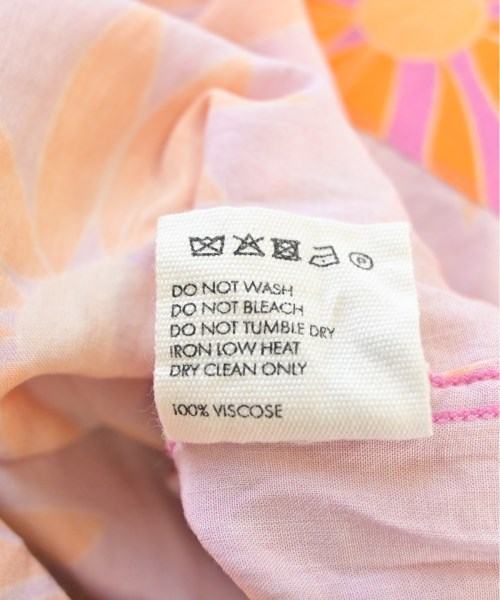 DO NOT WASH
DO NOT BLEACH
DO NOT TUMBLE DRY
IRON LOW HEAT
DRY CLEAN ONLY
100% VISCOSE